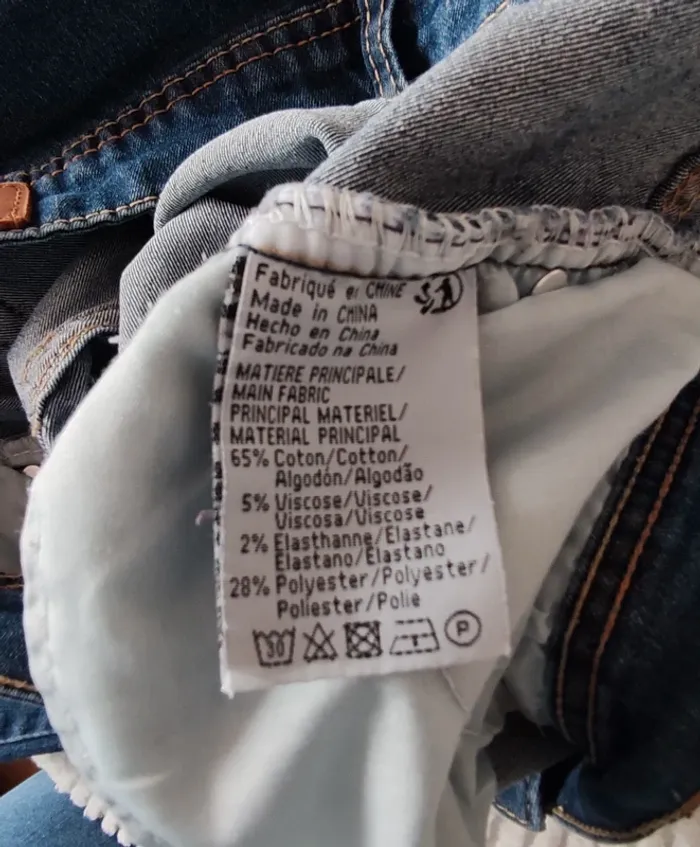 Fabriqué en CHINE
Made in CHINA
Hecho en China
Fabricado na China
MATIERE PRINCIPALE/
MAIN FABRIC
PRINCIPAL MATERIEL/
MATERIAL PRINCIPAL
65% Coton/Cotton/
Algodón/Algodão
5% Viscose/Viscose/
Viscosa/Viscose
2% Elasthanne/Elastane/
Elastano/Elastano
28% Polyester/Polyester/
Poliester/Polie
30 P